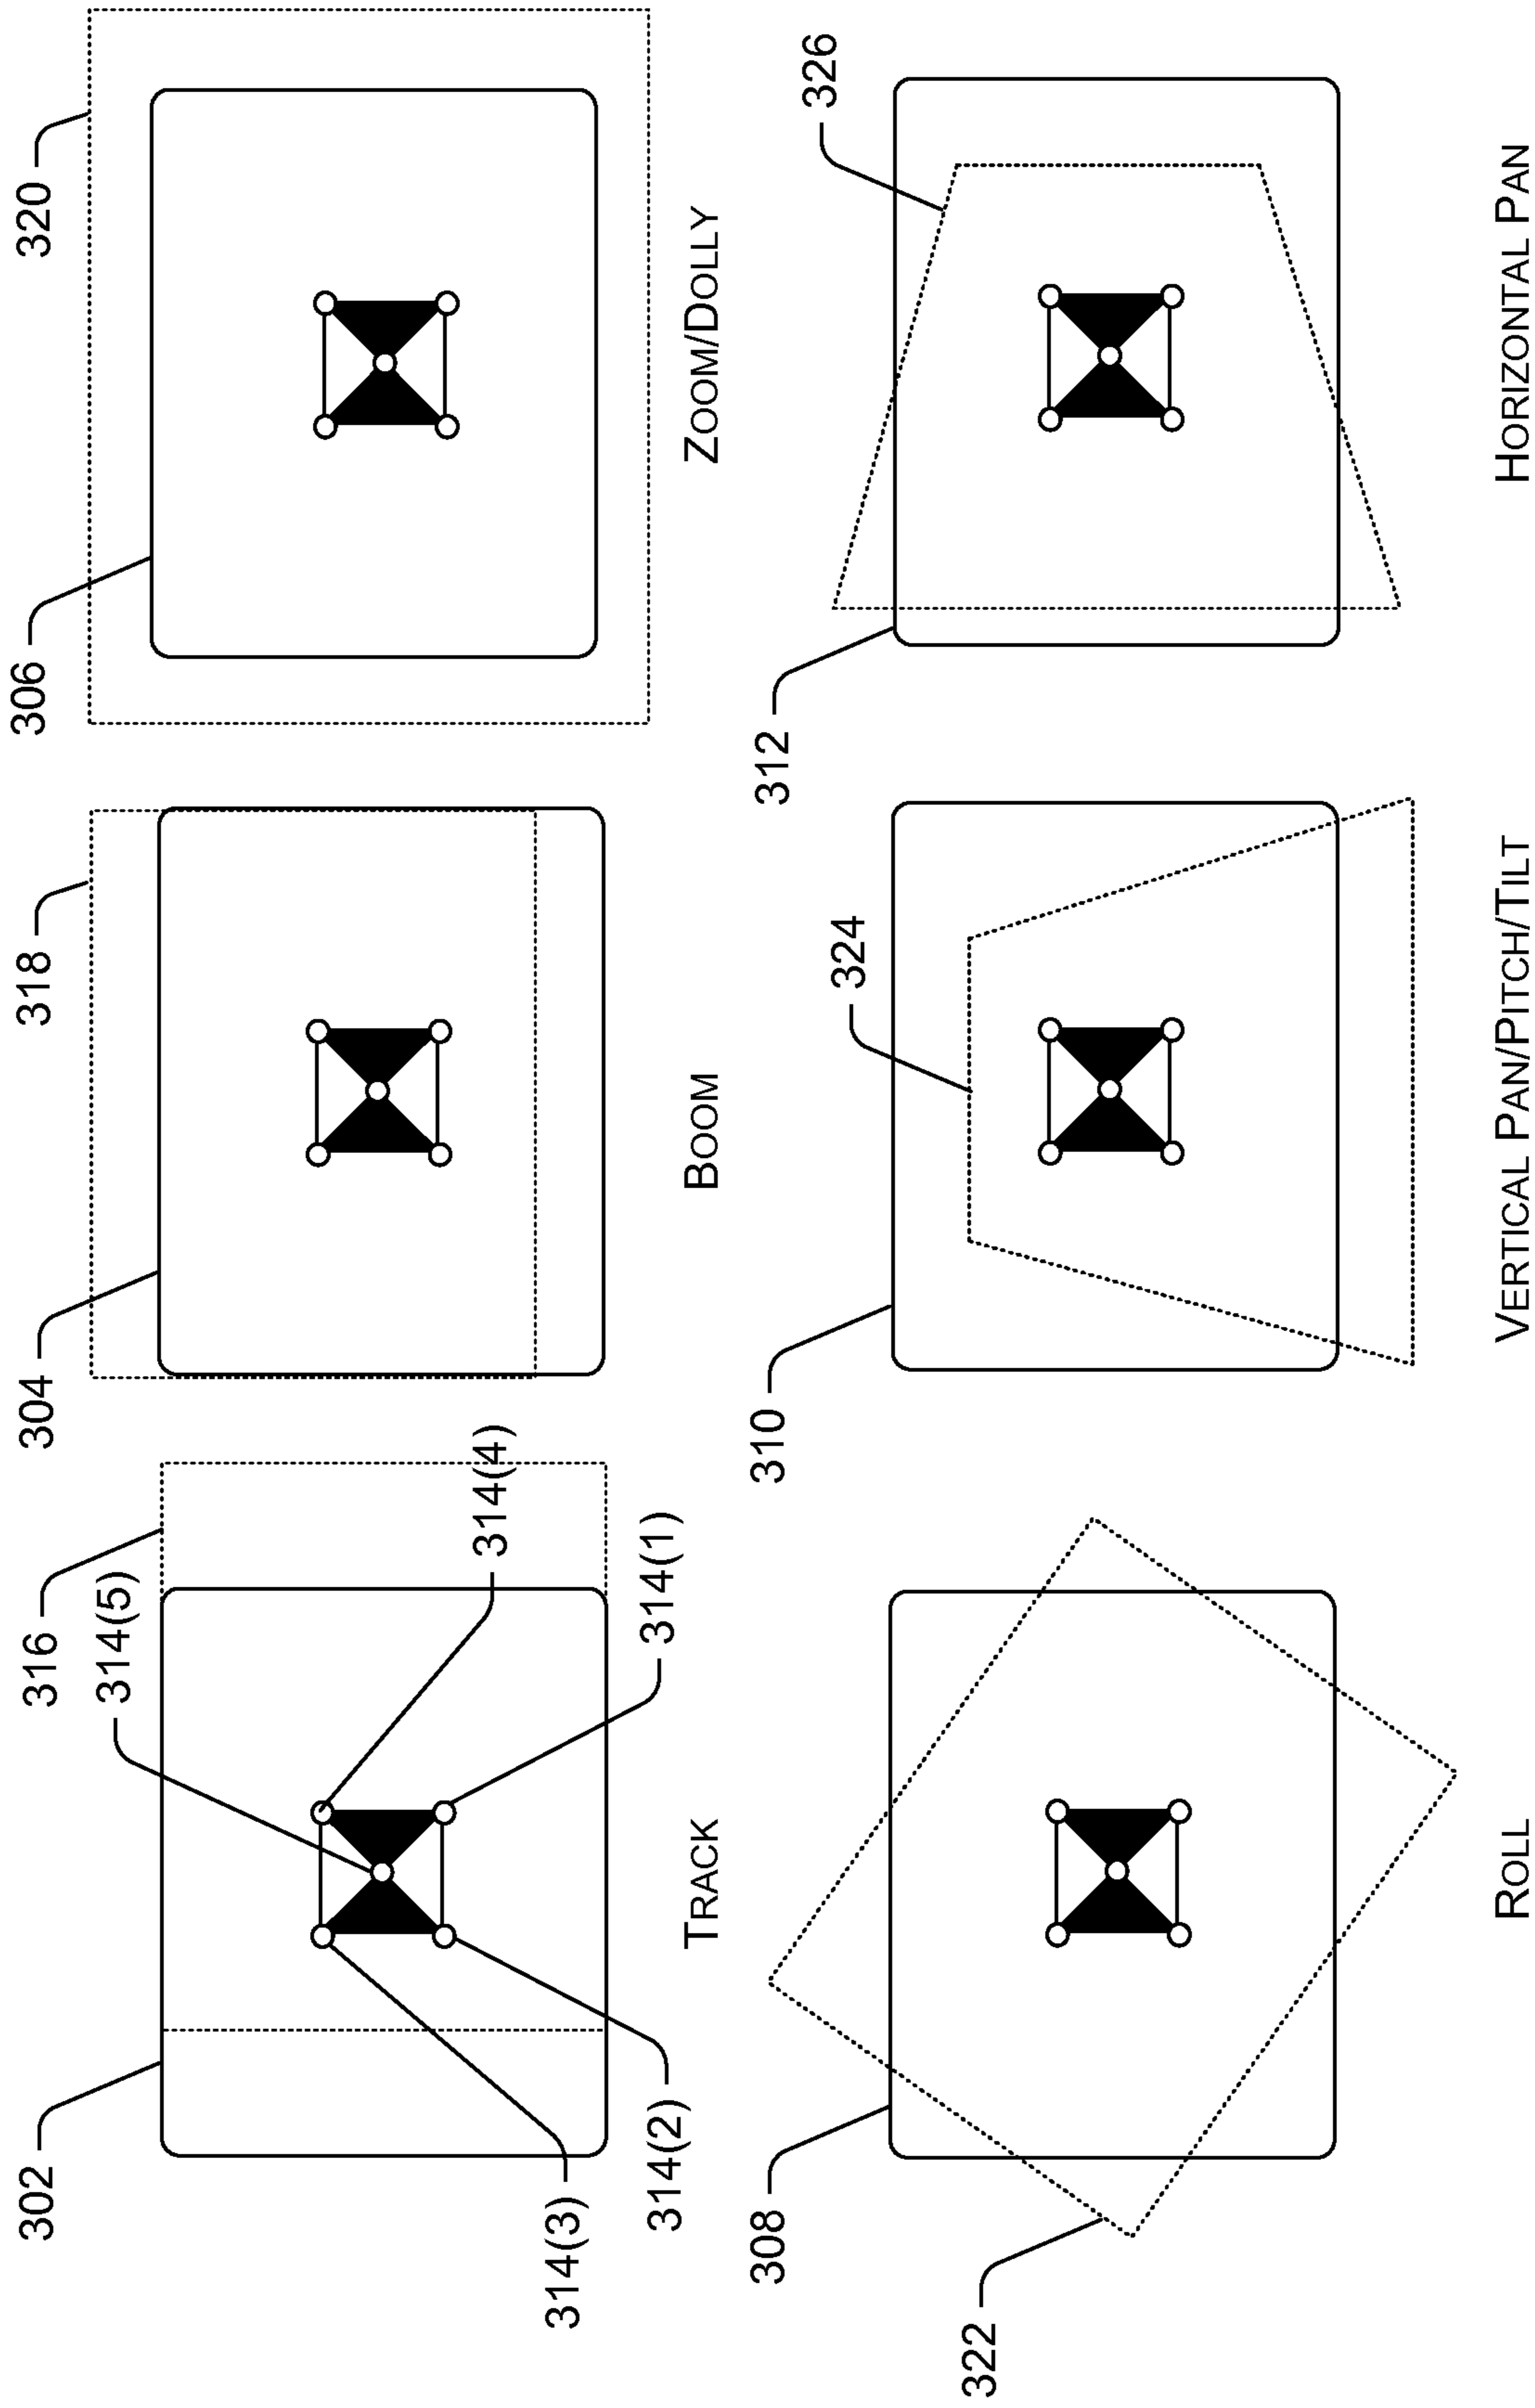 302
316
314(5)
314(4)
314(1)
314(3)
314(2)
TRACK
304
318
BOOM
306
320
ZOOM/DOLLY
308
322
ROLL
310
324
VERTICAL PAN/PITCH/TILT
312
326
HORIZONTAL PAN